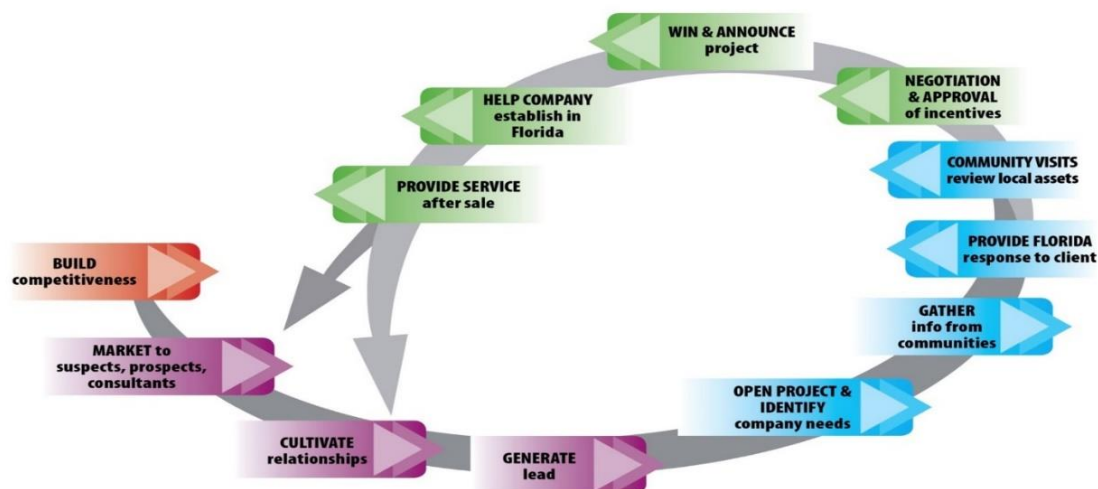 BUILD
competitiveness
MARKET to
suspects, prospects,
consultants
CULTIVATE
relationships
GENERATE
lead
OPEN PROJECT &
IDENTIFY
company needs
GATHER
info from
communities
PROVIDE FLORIDA
response to client
COMMUNITY VISITS
review local assets
NEGOTIATION
& APPROVAL
of incentives
WIN & ANNOUNCE
project
HELP COMPANY
establish in
Florida
PROVIDE SERVICE
after sale